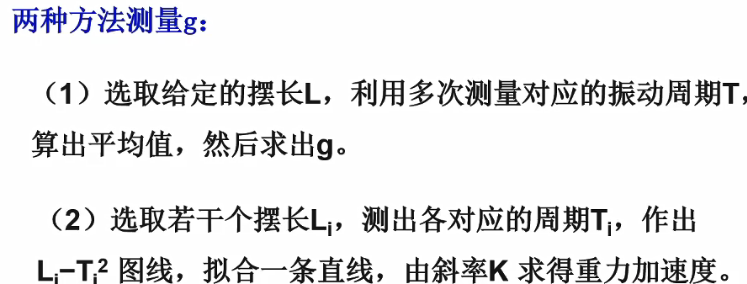 两种方法测量g：
（1）选取给定的摆长L，利用多次测量对应的振动周期T，
算出平均值，然后求出g。
（2）选取若干个摆长Lᵢ，测出各对应的周期Tᵢ，作出
Lᵢ−Tᵢ² 图线，拟合一条直线，由斜率K 求得重力加速度。